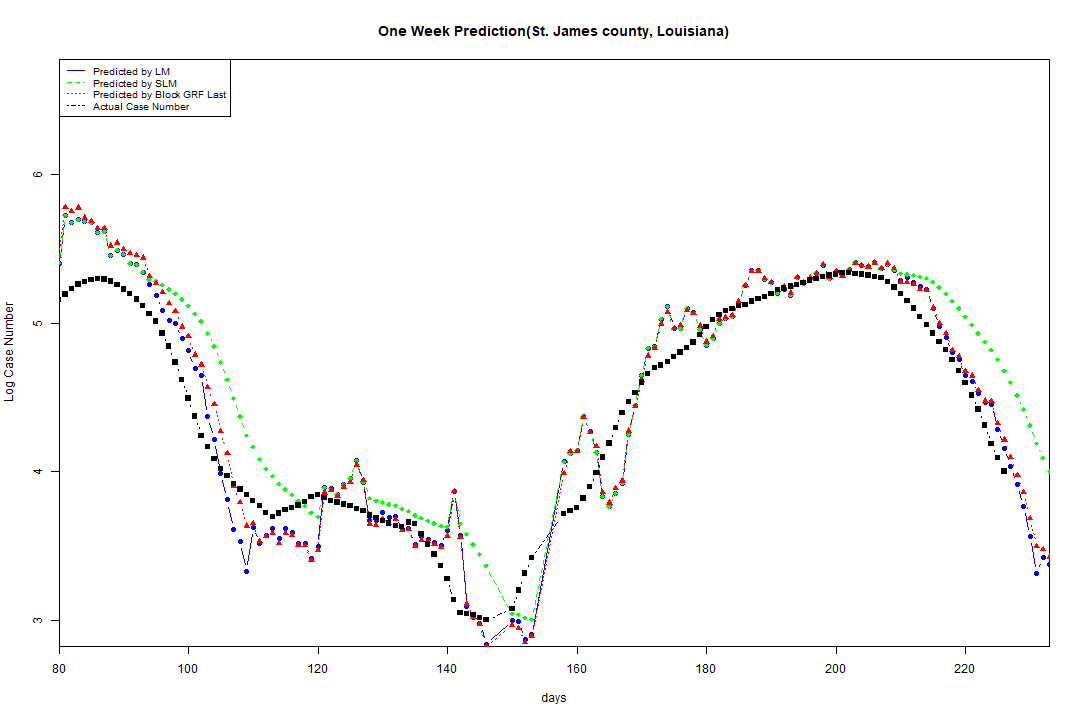 One Week Prediction(St. James county, Louisiana)
Predicted by LM
Predicted by SLM
Predicted by Block GRF Last
Actual Case Number
Log Case Number
6
5
4
3
80 100 120 140 160 180 200 220
days